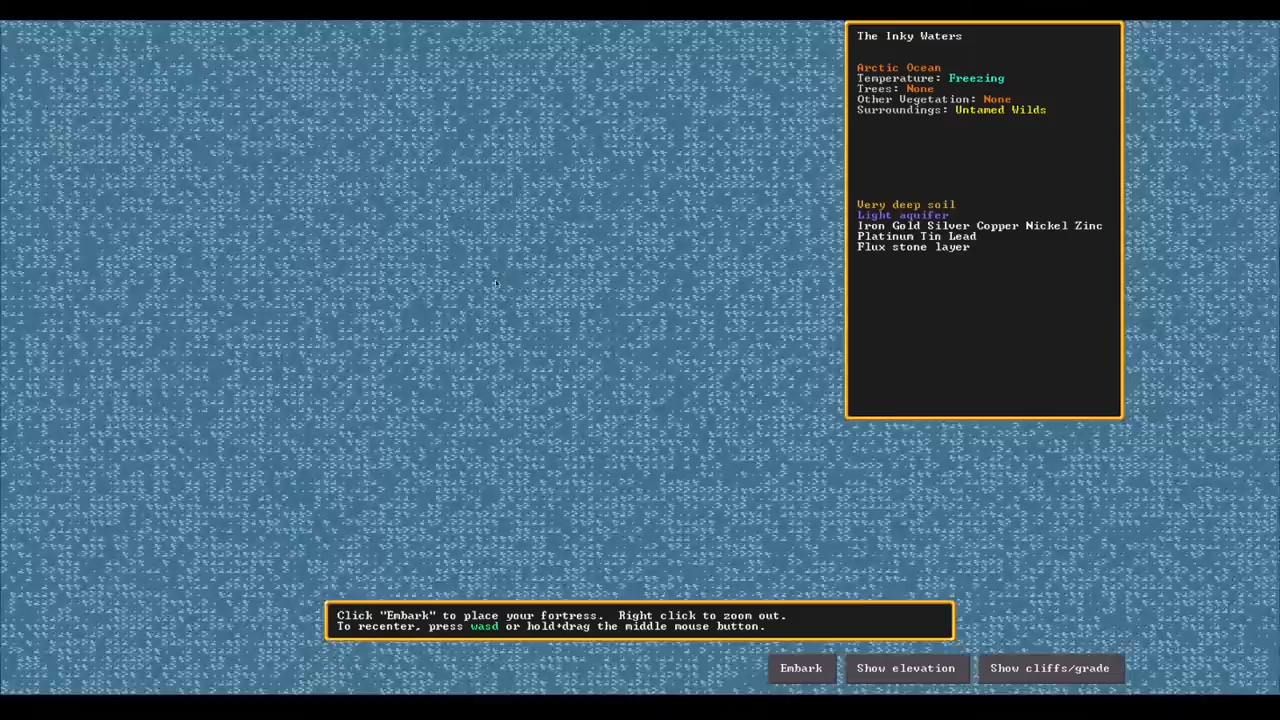 The Inky Waters
Arctic Ocean
Temperature: Freezing
Trees: None
Other Vegetation: None
Surroundings: Untamed Wilds
Very deep soil
Light aquifer
Iron Gold Silver Copper Nickel Zinc
Platinum Tin Lead
Flux stone layer
Click "Embark" to place your fortress.  Right click to zoom out.
To recenter, press wasd or hold+drag the middle mouse button.
Embark
Show elevation
Show cliffs/grade